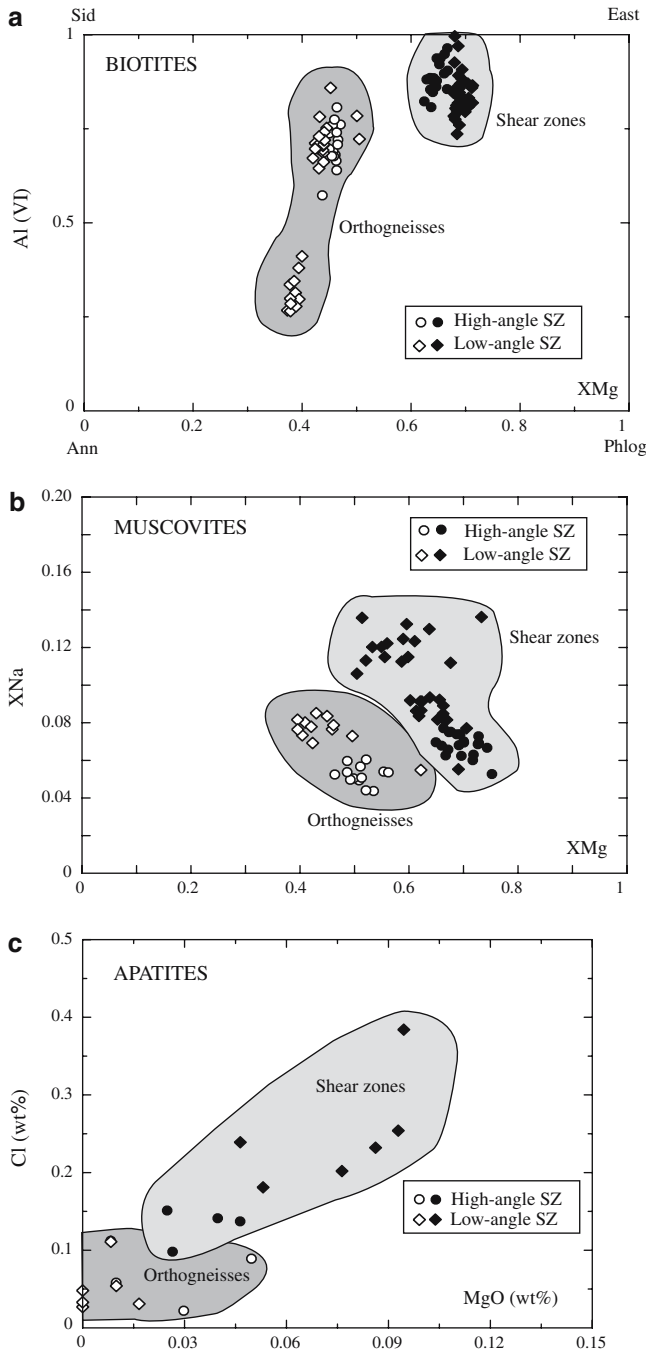 a
Sid East
BIOTITES
Shear zones
Orthogneisses
High-angle SZ
Low-angle SZ
XMg
Al (VI)
1
0.5
0
0 0.2 0.4 0.6 0. 8 1
Ann Phlog
b
MUSCOVITES
High-angle SZ
Low-angle SZ
Shear zones
Orthogneisses
XMg
XNa
0.20
0.16
0.12
0.08
0.04
0
0 0.2 0.4 0.6 0.8 1
c
APATITES
Shear zones
High-angle SZ
Low-angle SZ
Orthogneisses
MgO (wt%)
Cl (wt%)
0.5
0.4
0.3
0.2
0.1
0
0 0.03 0.06 0.09 0.12 0.15